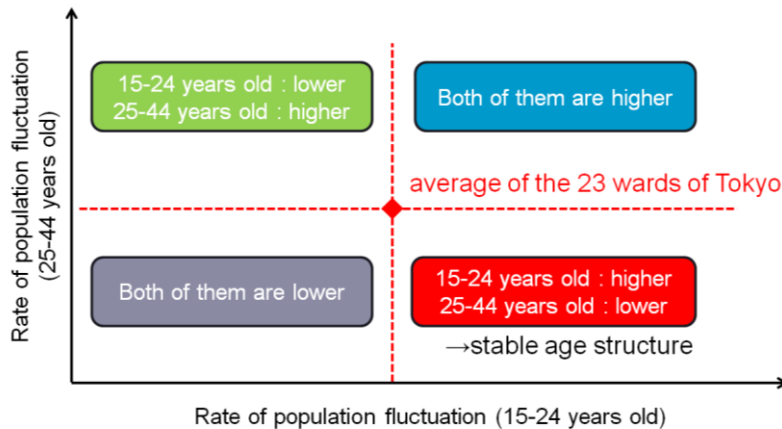 Rate of population fluctuation
(25-44 years old)
15-24 years old : lower
25-44 years old : higher
Both of them are higher
average of the 23 wards of Tokyo
Both of them are lower
15-24 years old : higher
25-44 years old : lower
→stable age structure
Rate of population fluctuation (15-24 years old)